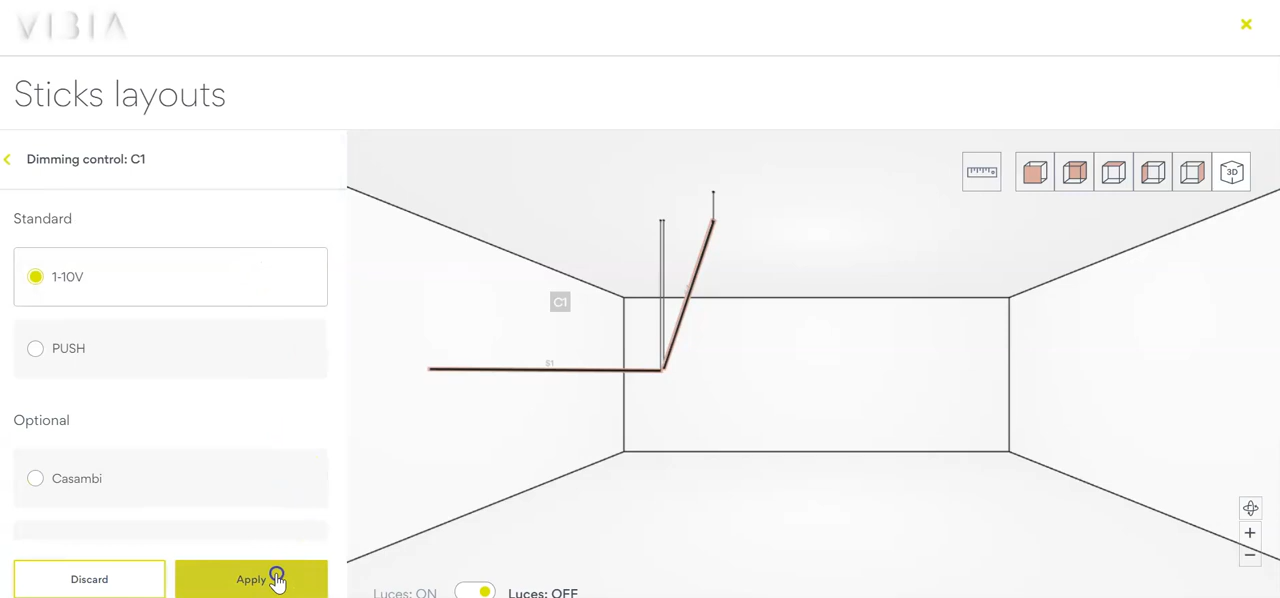 VIBIA
Sticks layouts
Dimming control: C1
Standard
1-10V
PUSH
Optional
Casambi
Discard
Apply
3D
C1
S1
Luces: ON
Luces: OFF